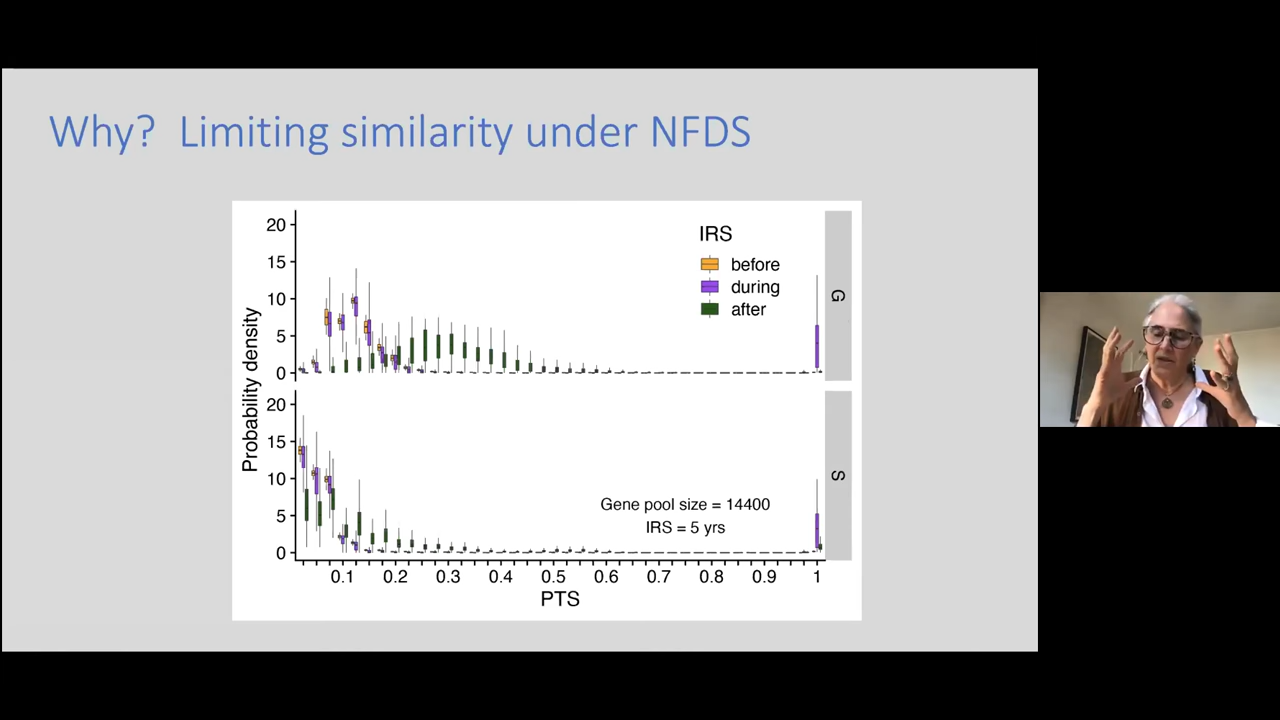 Why? Limiting similarity under NFDS
20
15
10
5
0
IRS
before
during
after
G
Probability density
20
15
10
5
0
Gene pool size = 14400
IRS = 5 yrs
S
0.1 0.2 0.3 0.4 0.5 0.6 0.7 0.8 0.9 1
PTS